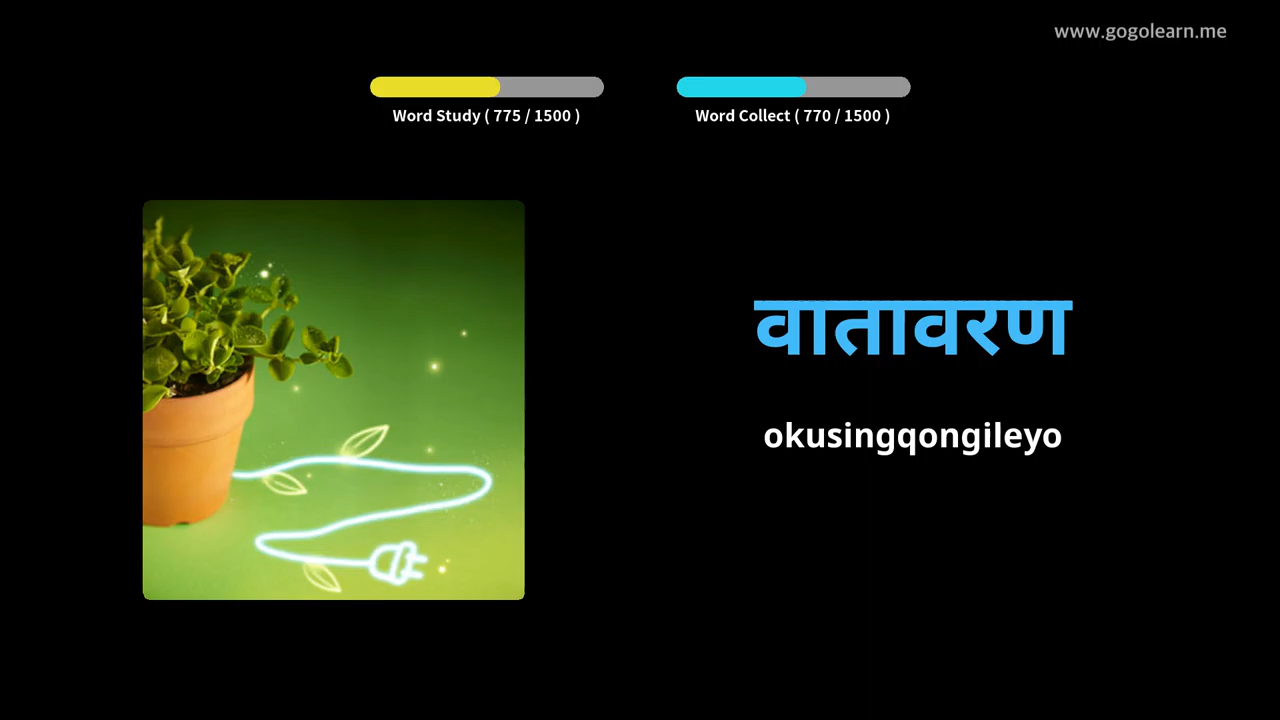 www.gogolearn.me
Word Study ( 775 / 1500 )
Word Collect ( 770 / 1500 )
वातावरण
okusingqongileyo